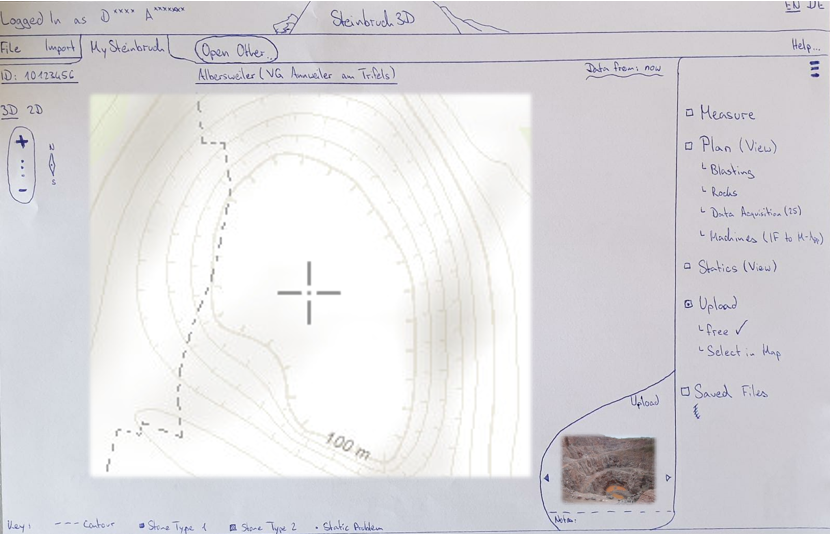 Logged In as D**** A*******
Steinbruch 3D
EN DE
File Import My Steinbruch Open Other..
Help...
ID: 10123456
Albersweiler (VG Annweiler am Trifels)
Data from: now
3D 2D
+
-
N
S
Measure
Plan (View)
Blasting
Rocks
Data Acquisition (IS)
Machines (IF to M-App)
Statics (View)
Upload
free ✓
Select in Map
Saved Files
Upload
100 m
Notes:
Key: Contour Stone Type 1 Stone Type 2 Static Problem